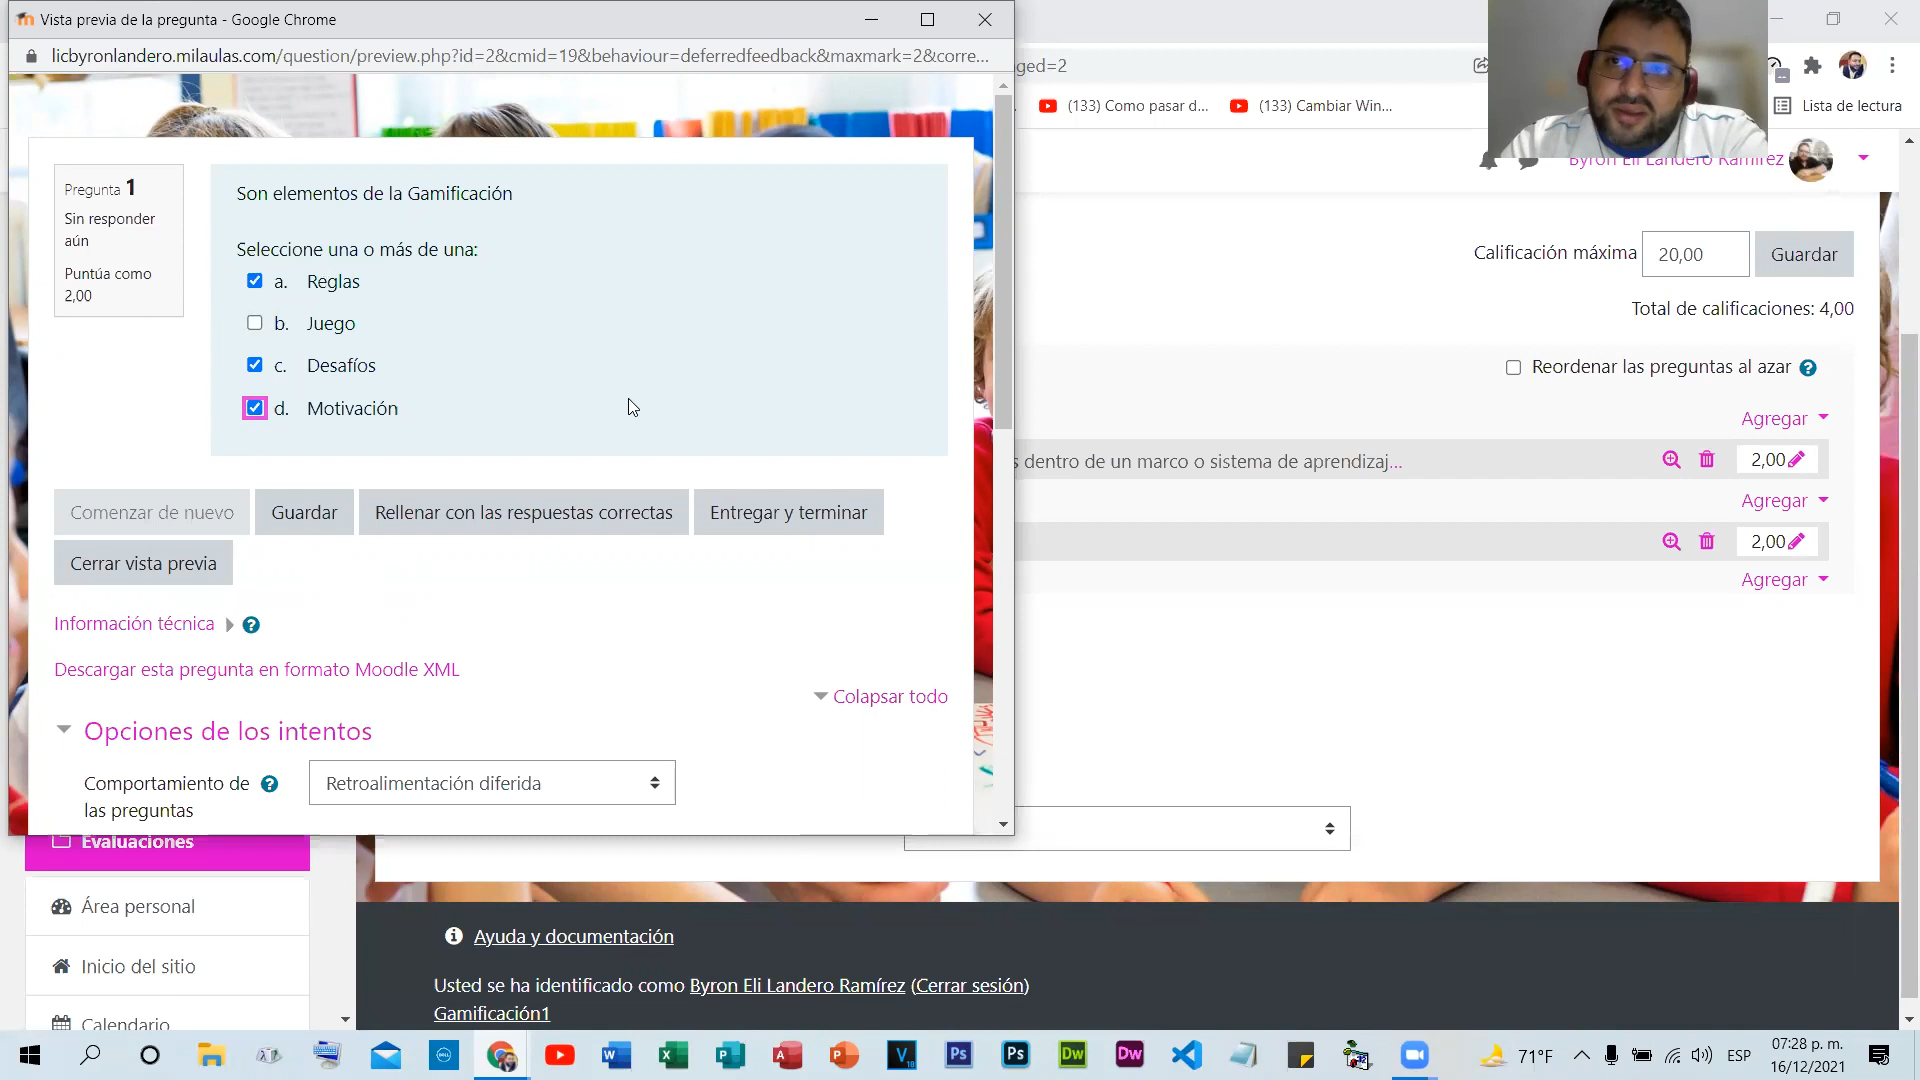 Vista previa de la pregunta - Google Chrome
licbyronlandero.milaulas.com/question/preview.php?id=2&cmid=19&behaviour=deferredfeedback&maxmark=2&corre...
ged=2
(133) Como pasar d...
(133) Cambiar Win...
Lista de lectura
Byron Eli Landero Ramírez
Pregunta 1
Sin responder
aún
Puntúa como
2,00
Son elementos de la Gamificación
Seleccione una o más de una:
a. Reglas
b. Juego
c. Desafíos
d. Motivación
Comenzar de nuevo
Guardar
Rellenar con las respuestas correctas
Entregar y terminar
Cerrar vista previa
Información técnica
Descargar esta pregunta en formato Moodle XML
Colapsar todo
Opciones de los intentos
Comportamiento de
las preguntas
Retroalimentación diferida
Calificación máxima
20,00
Guardar
Total de calificaciones: 4,00
Reordenar las preguntas al azar
Agregar
s dentro de un marco o sistema de aprendizaj...
2,00
Agregar
2,00
Agregar
Evaluaciones
Área personal
Inicio del sitio
Calendario
Ayuda y documentación
Usted se ha identificado como Byron Eli Landero Ramírez (Cerrar sesión)
Gamificación1
71°F
ESP
07:28 p. m.
16/12/2021